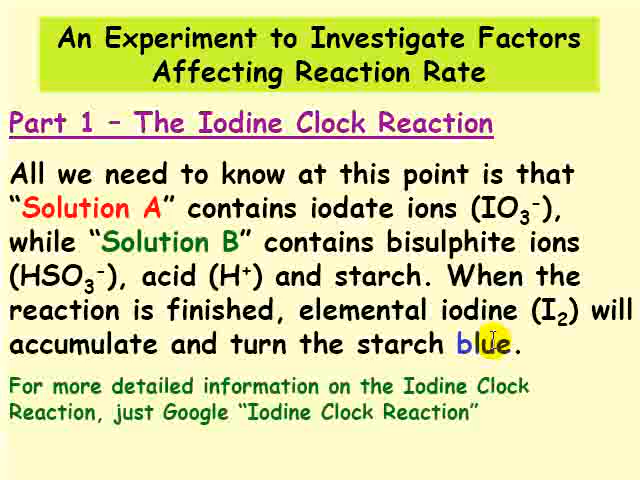 An Experiment to Investigate Factors
Affecting Reaction Rate
Part 1 – The Iodine Clock Reaction
All we need to know at this point is that
“Solution A” contains iodate ions (IO₃⁻),
while “Solution B” contains bisulphite ions
(HSO₃⁻), acid (H⁺) and starch. When the
reaction is finished, elemental iodine (I₂) will
accumulate and turn the starch blue.
For more detailed information on the Iodine Clock
Reaction, just Google “Iodine Clock Reaction”